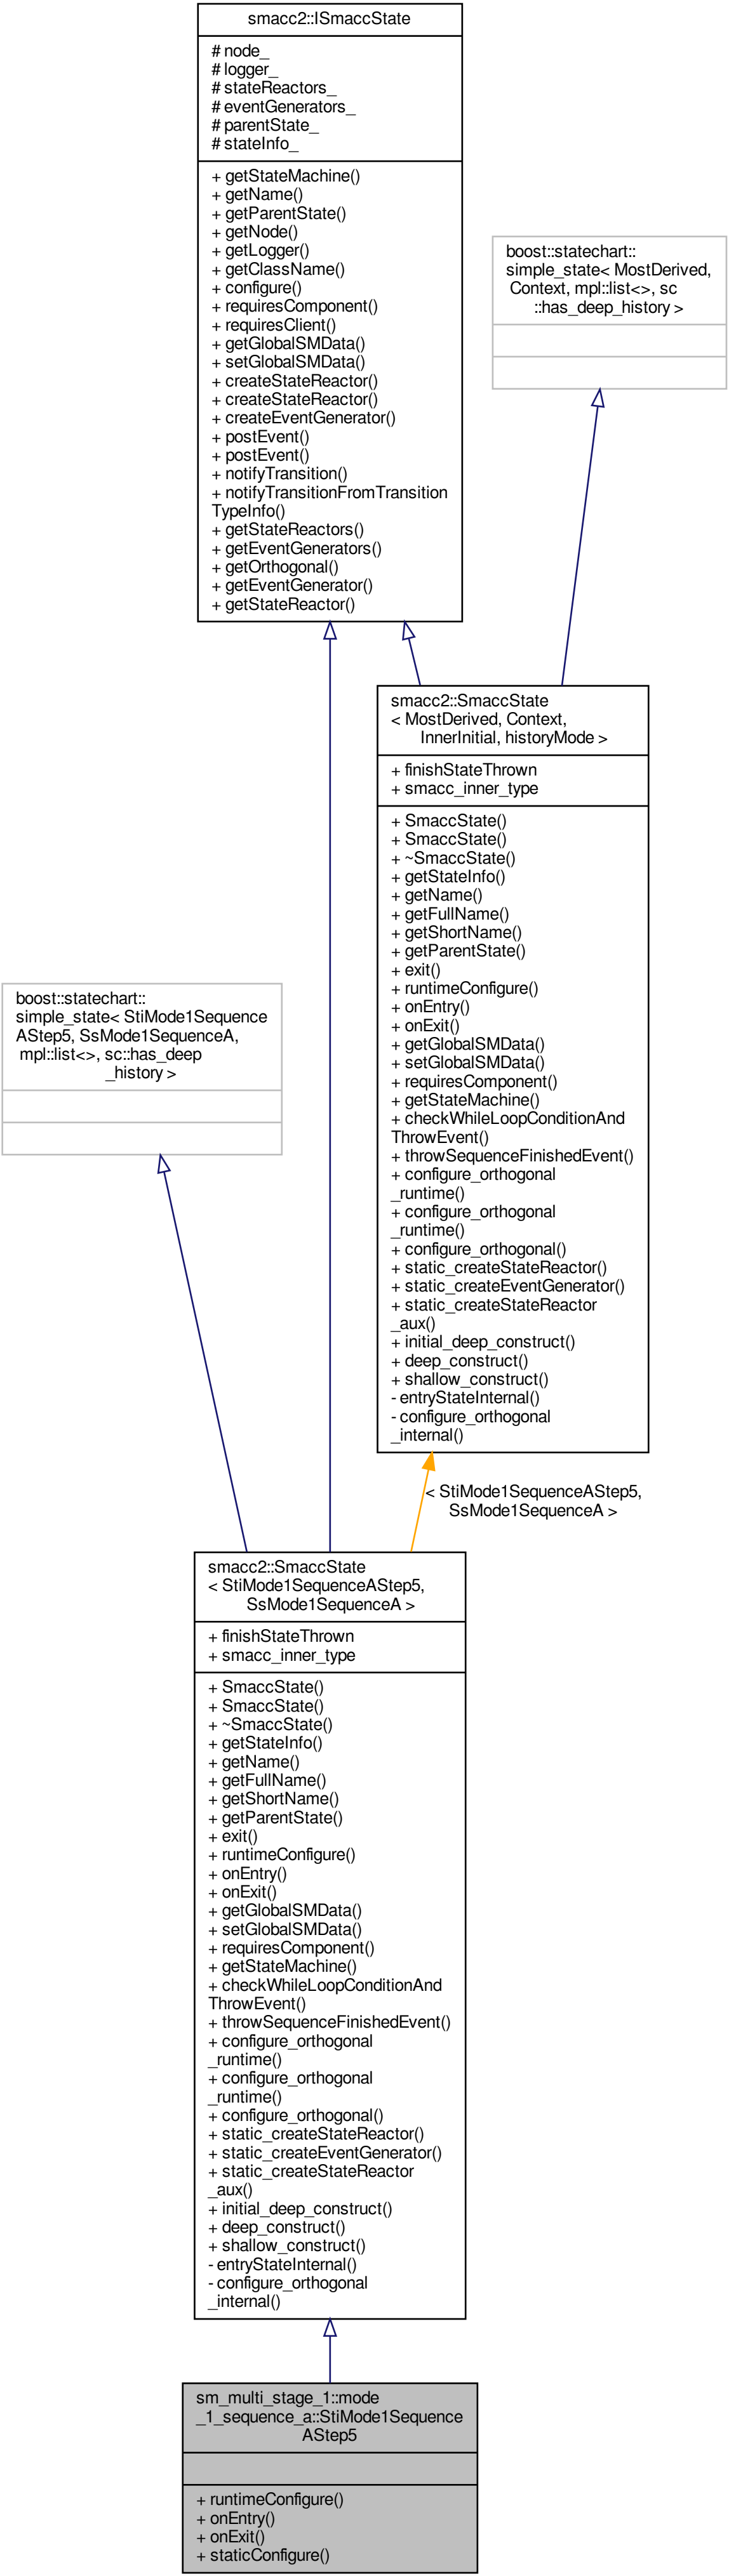 smacc2::ISmaccState
# node_
# logger_
# stateReactors_
# eventGenerators_
# parentState_
# stateInfo_
+ getStateMachine()
+ getName()
+ getParentState()
+ getNode()
+ getLogger()
+ getClassName()
+ configure()
+ requiresComponent()
+ requiresClient()
+ getGlobalSMData()
+ setGlobalSMData()
+ createStateReactor()
+ createStateReactor()
+ createEventGenerator()
+ postEvent()
+ postEvent()
+ notifyTransition()
+ notifyTransitionFromTransition
TypeInfo()
+ getStateReactors()
+ getEventGenerators()
+ getOrthogonal()
+ getEventGenerator()
+ getStateReactor()
boost::statechart::
simple_state< MostDerived,
Context, mpl::list<>, sc
::has_deep_history >
smacc2::SmaccState
< MostDerived, Context,
InnerInitial, historyMode >
+ finishStateThrown
+ smacc_inner_type
+ SmaccState()
+ SmaccState()
+ ~SmaccState()
+ getStateInfo()
+ getName()
+ getFullName()
+ getShortName()
+ getParentState()
+ exit()
+ runtimeConfigure()
+ onEntry()
+ onExit()
+ getGlobalSMData()
+ setGlobalSMData()
+ requiresComponent()
+ getStateMachine()
+ checkWhileLoopConditionAnd
ThrowEvent()
+ throwSequenceFinishedEvent()
+ configure_orthogonal
_runtime()
+ configure_orthogonal
_runtime()
+ configure_orthogonal()
+ static_createStateReactor()
+ static_createEventGenerator()
+ static_createStateReactor
_aux()
+ initial_deep_construct()
+ deep_construct()
+ shallow_construct()
- entryStateInternal()
- configure_orthogonal
_internal()
boost::statechart::
simple_state< StiMode1Sequence
AStep5, SsMode1SequenceA,
mpl::list<>, sc::has_deep
_history >
< StiMode1SequenceAStep5,
SsMode1SequenceA >
smacc2::SmaccState
< StiMode1SequenceAStep5,
SsMode1SequenceA >
+ finishStateThrown
+ smacc_inner_type
+ SmaccState()
+ SmaccState()
+ ~SmaccState()
+ getStateInfo()
+ getName()
+ getFullName()
+ getShortName()
+ getParentState()
+ exit()
+ runtimeConfigure()
+ onEntry()
+ onExit()
+ getGlobalSMData()
+ setGlobalSMData()
+ requiresComponent()
+ getStateMachine()
+ checkWhileLoopConditionAnd
ThrowEvent()
+ throwSequenceFinishedEvent()
+ configure_orthogonal
_runtime()
+ configure_orthogonal
_runtime()
+ configure_orthogonal()
+ static_createStateReactor()
+ static_createEventGenerator()
+ static_createStateReactor
_aux()
+ initial_deep_construct()
+ deep_construct()
+ shallow_construct()
- entryStateInternal()
- configure_orthogonal
_internal()
sm_multi_stage_1::mode
_1_sequence_a::StiMode1Sequence
AStep5
+ runtimeConfigure()
+ onEntry()
+ onExit()
+ staticConfigure()